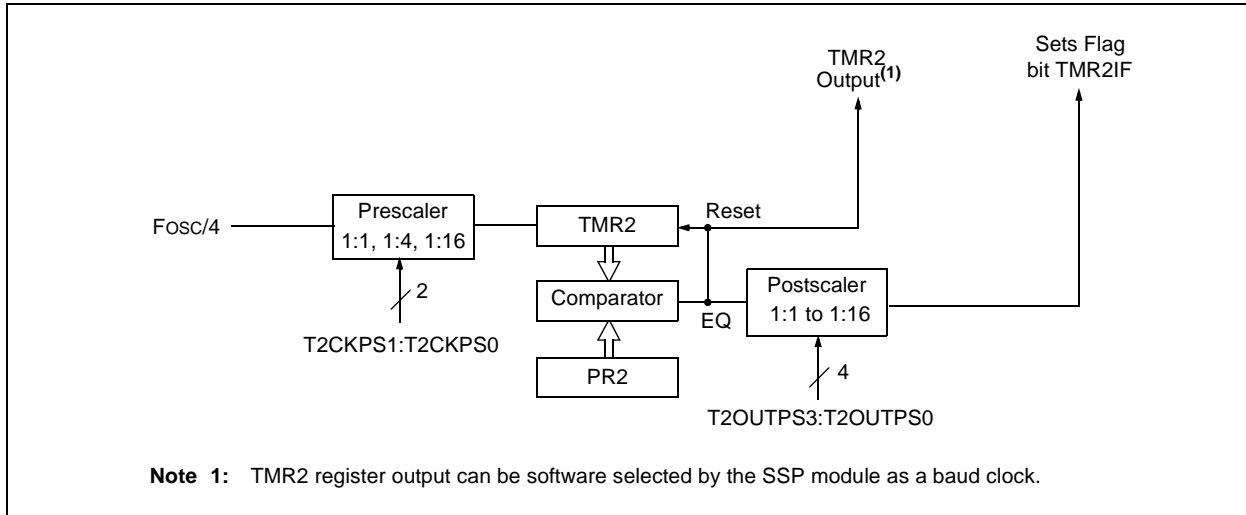 TMR2
Output(1)
Sets Flag
bit TMR2IF
FOSC/4
Prescaler
1:1, 1:4, 1:16
2
T2CKPS1:T2CKPS0
TMR2
Reset
Comparator
EQ
PR2
Postscaler
1:1 to 1:16
4
T2OUTPS3:T2OUTPS0
Note 1: TMR2 register output can be software selected by the SSP module as a baud clock.